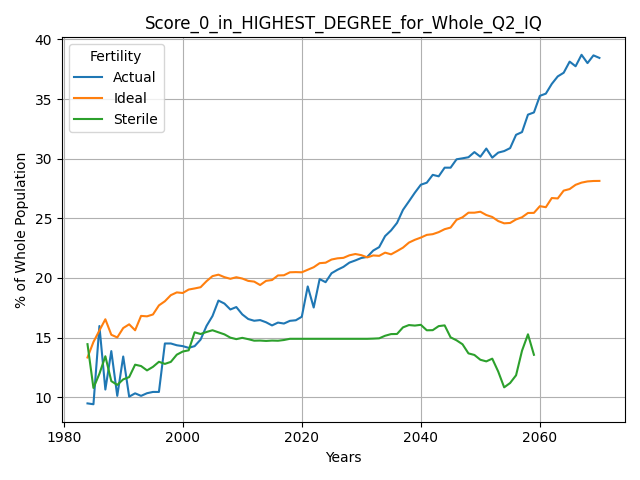 Score_0_in_HIGHEST_DEGREE_for_Whole_Q2_IQ
Fertility
Actual
Ideal
Sterile
% of Whole Population
40
35
30
25
20
15
10
1980
2000
2020
2040
2060
Years